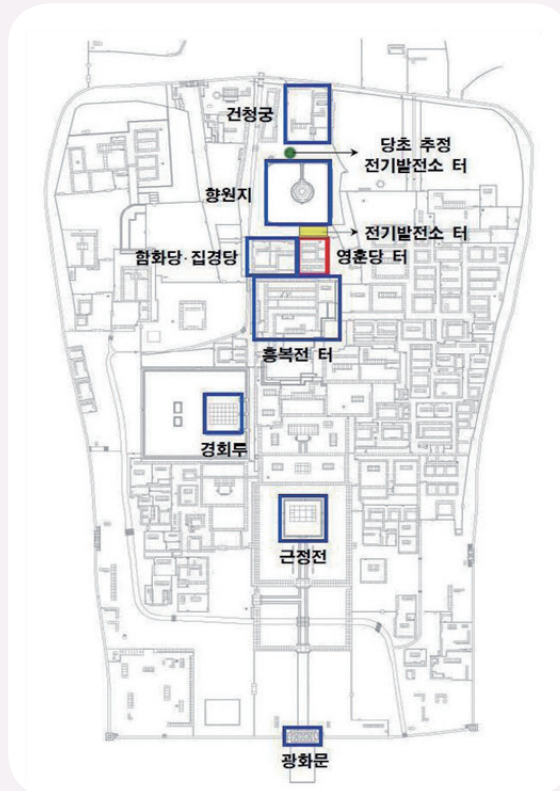 건청궁
당초 추정
전기발전소 터
향원지
전기발전소 터
함화당·집경당
영훈당 터
흥복전 터
경회루
근정전
광화문